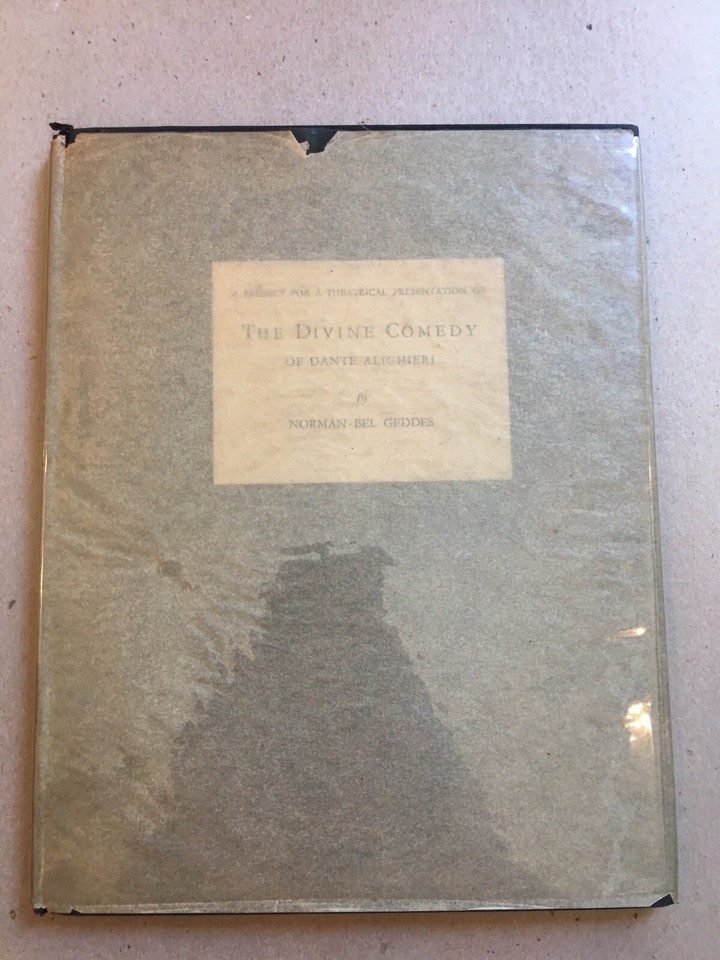 A PROJECT FOR A THEATRICAL PRESENTATION OF
THE DIVINE COMEDY
OF DANTE ALIGHIERI
By
NORMAN-BEL GEDDES